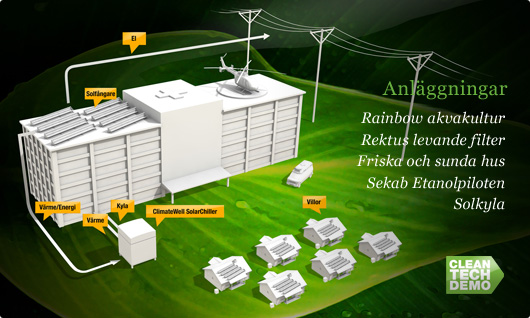 El
Solfångare
Anläggningar
Rainbow akvakultur
Rektus levande filter
Friska och sunda hus
Sekab Etanolpiloten
Solkyla
Värme/Energi
Kyla
Värme
ClimateWell SolarChiller
Villor
CLEAN
TECH
DEMO